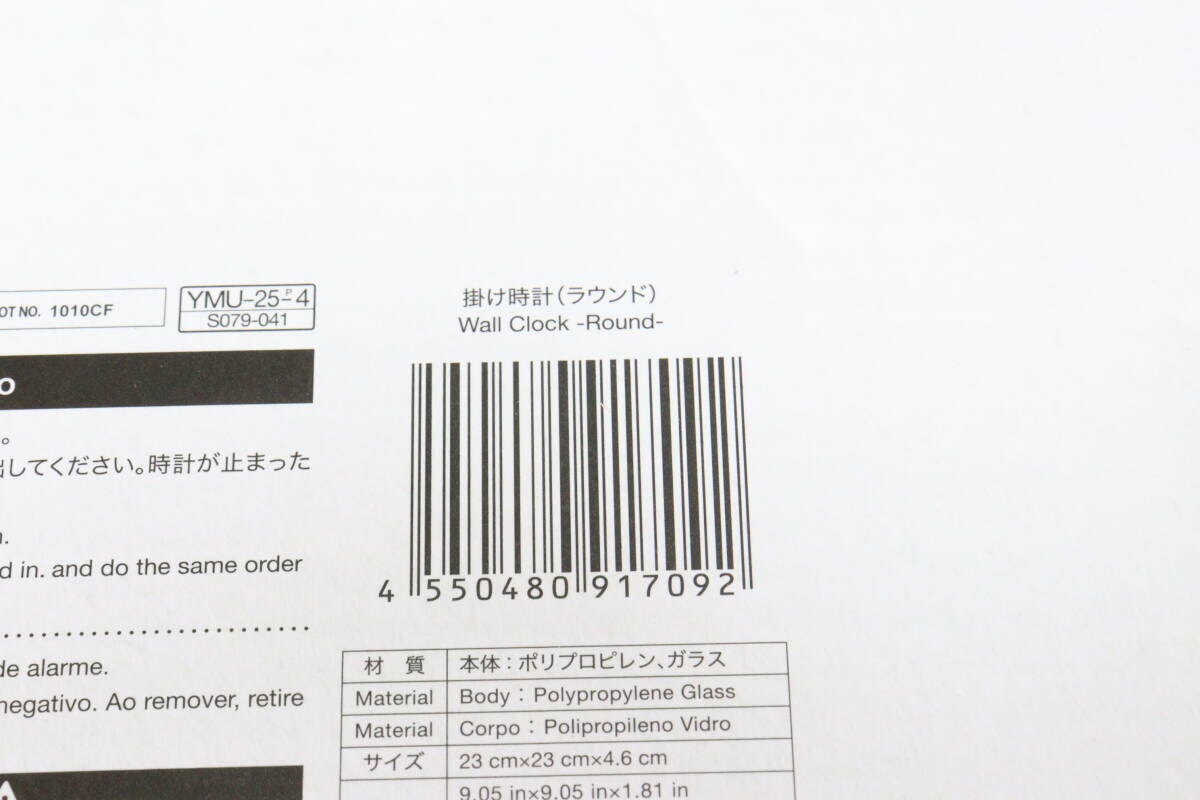 OT NO. 1010CF
YMU-25-P4
S079-041
o
。
出してください。時計が止まった
n.
d in. and do the same order
de alarme.
negativo. Ao remover, retire
掛け時計(ラウンド)
Wall Clock -Round-
4 550480 917092
材 質 本体:ポリプロピレン、ガラス
Material Body : Polypropylene Glass
Material Corpo : Polipropileno Vidro
サイズ 23 cm×23 cm×4.6 cm
9.05 in×9.05 in×1.81 in